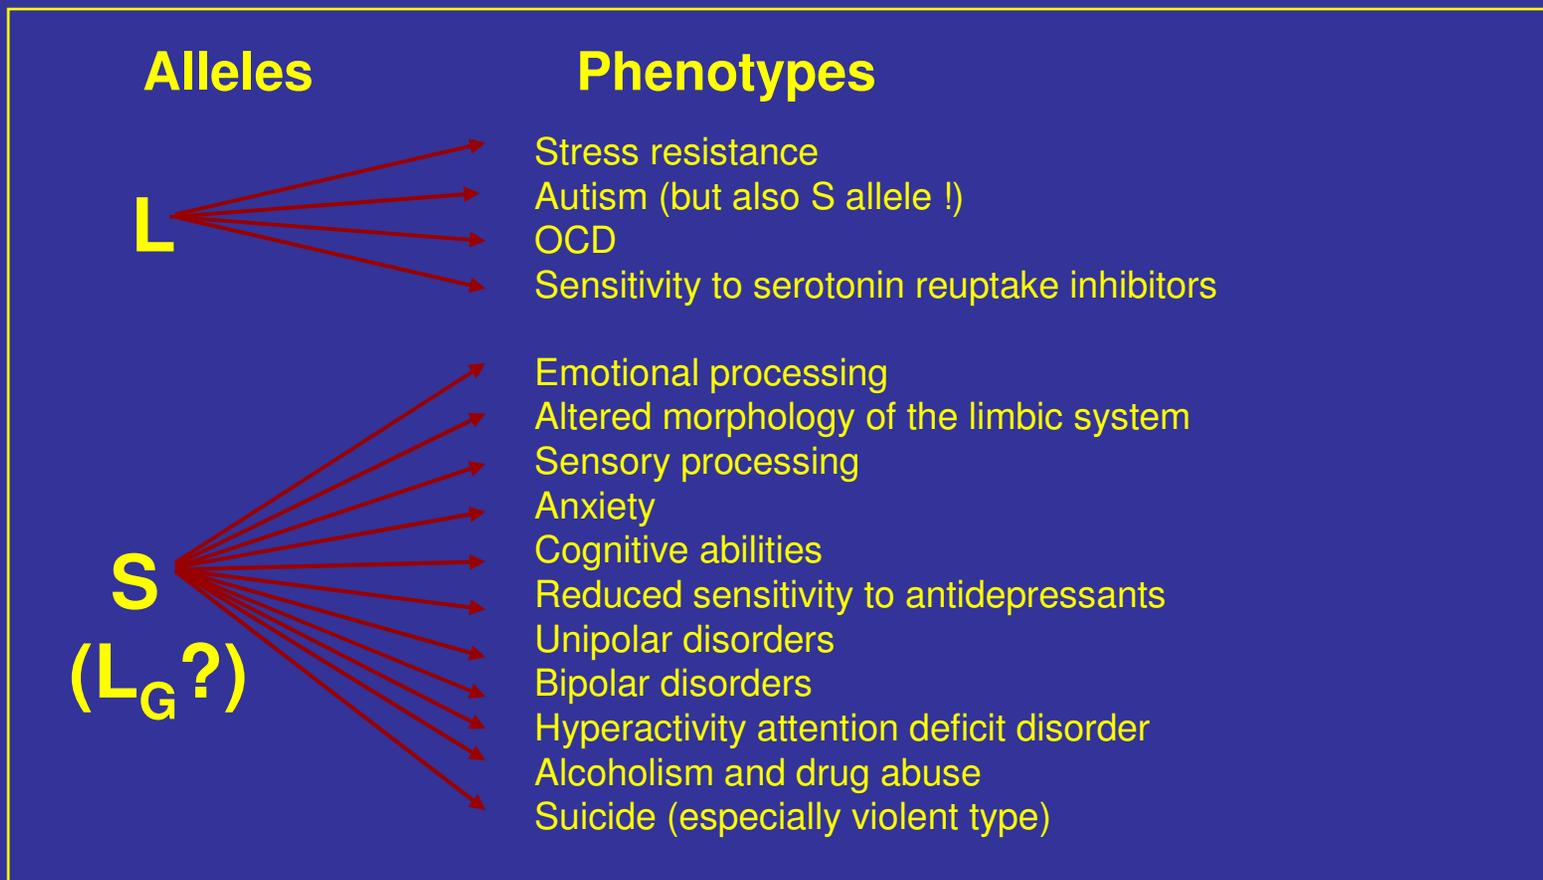 Alleles Phenotypes
L
Stress resistance
Autism (but also S allele !)
OCD
Sensitivity to serotonin reuptake inhibitors
S
(L_G?)
Emotional processing
Altered morphology of the limbic system
Sensory processing
Anxiety
Cognitive abilities
Reduced sensitivity to antidepressants
Unipolar disorders
Bipolar disorders
Hyperactivity attention deficit disorder
Alcoholism and drug abuse
Suicide (especially violent type)